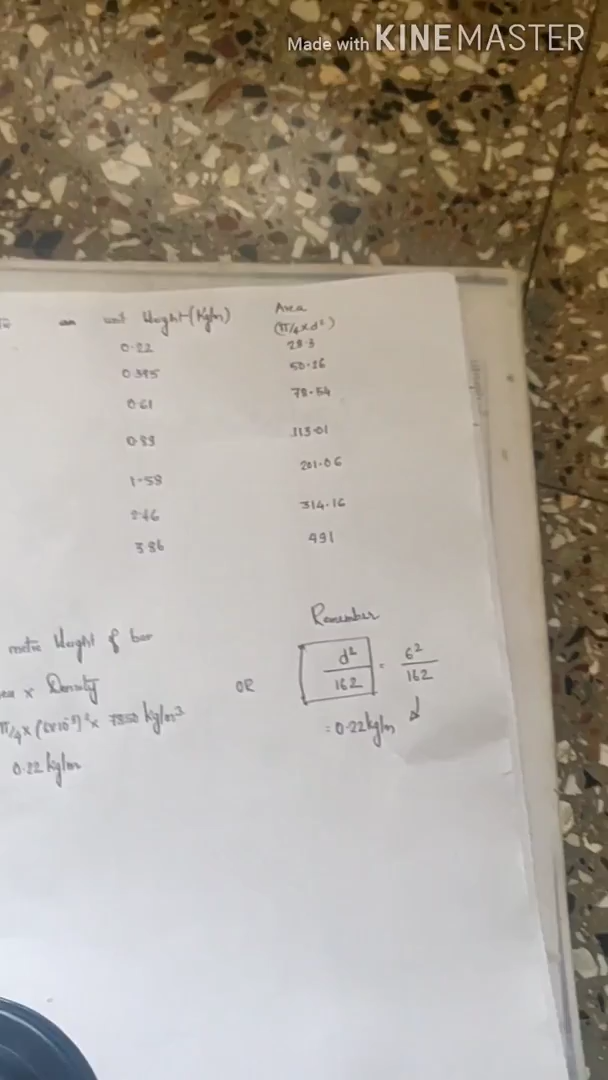 Made with KINEMASTER
unit Weight (Kg/m) Area
(π/4×d²)
0.22 28.3
0.395 50.26
0.61 78.54
0.89 113.01
1.58 201.06
2.46 314.16
3.86 491
Remember
metre Weight of bar
d²/162 = 6²/162
ea × Density
OR
π/4×(6×10⁻³)²× 7850 kg/m³
= 0.22 kg/m
0.22 kg/m